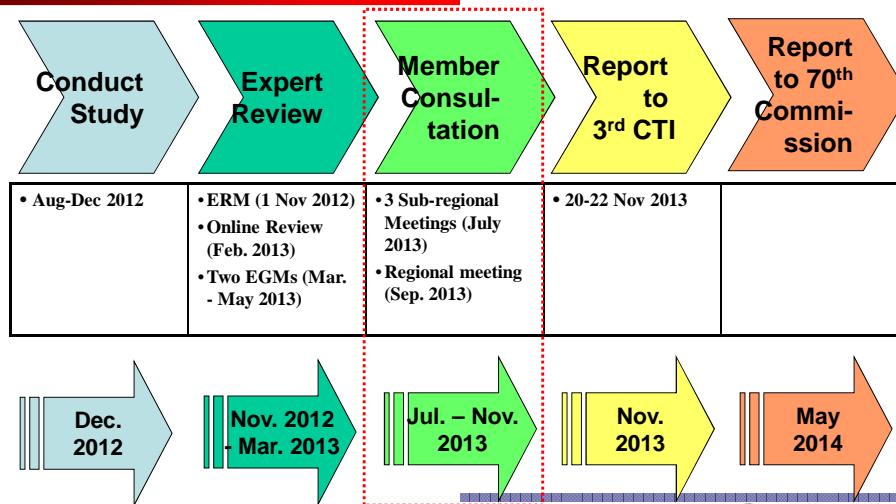 Conduct
Study
Expert
Review
Member
Consul-
tation
Report
to
3rd CTI
Report
to 70th
Commi-
ssion
• Aug-Dec 2012
• ERM (1 Nov 2012)
• Online Review
(Feb. 2013)
• Two EGMs (Mar.
- May 2013)
• 3 Sub-regional
Meetings (July
2013)
• Regional meeting
(Sep. 2013)
• 20-22 Nov 2013
Dec.
2012
Nov. 2012
- Mar. 2013
Jul. – Nov.
2013
Nov.
2013
May
2014